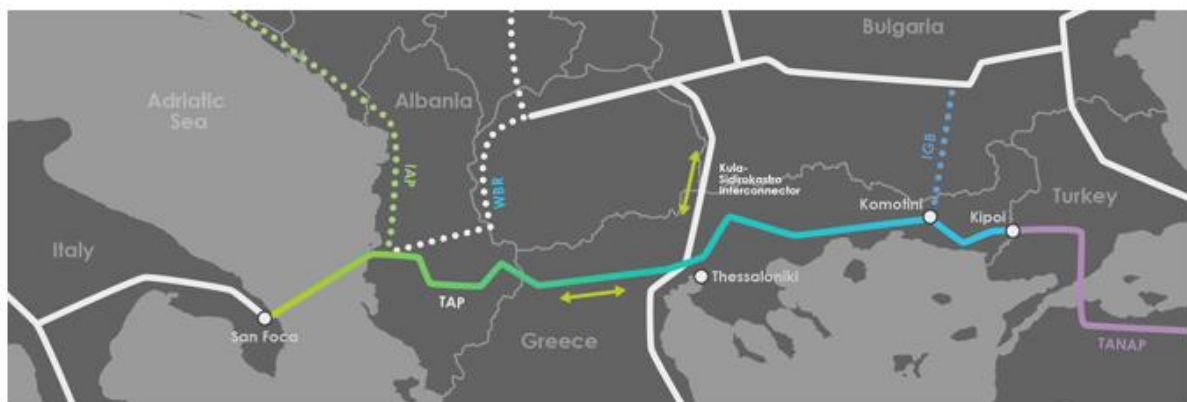 Bulgaria
Adriatic
Sea
Albania
IAP
WBR
IGB
Kula-
Sidirokastro
Interconnector
Komotini
Kipoi
Turkey
Italy
Thessaloniki
TAP
San Foca
Greece
TANAP